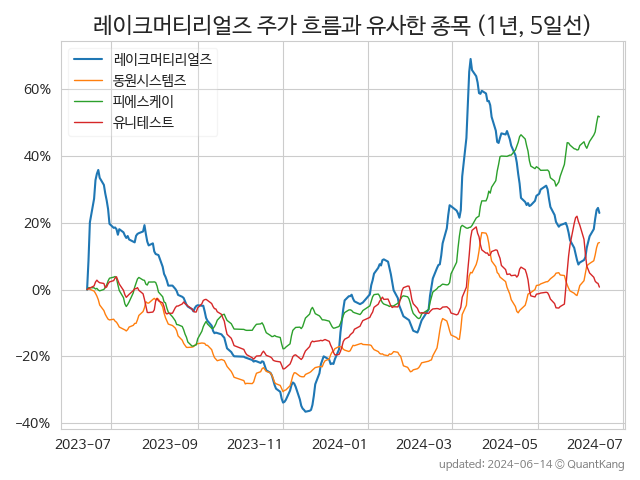 레이크머티리얼즈 주가 흐름과 유사한 종목 (1년, 5일선)
레이크머티리얼즈
동원시스템즈
피에스케이
유니테스트
60%
40%
20%
0%
−20%
−40%
2023-07 2023-09 2023-11 2024-01 2024-03 2024-05 2024-07
updated: 2024-06-14 © QuantKang